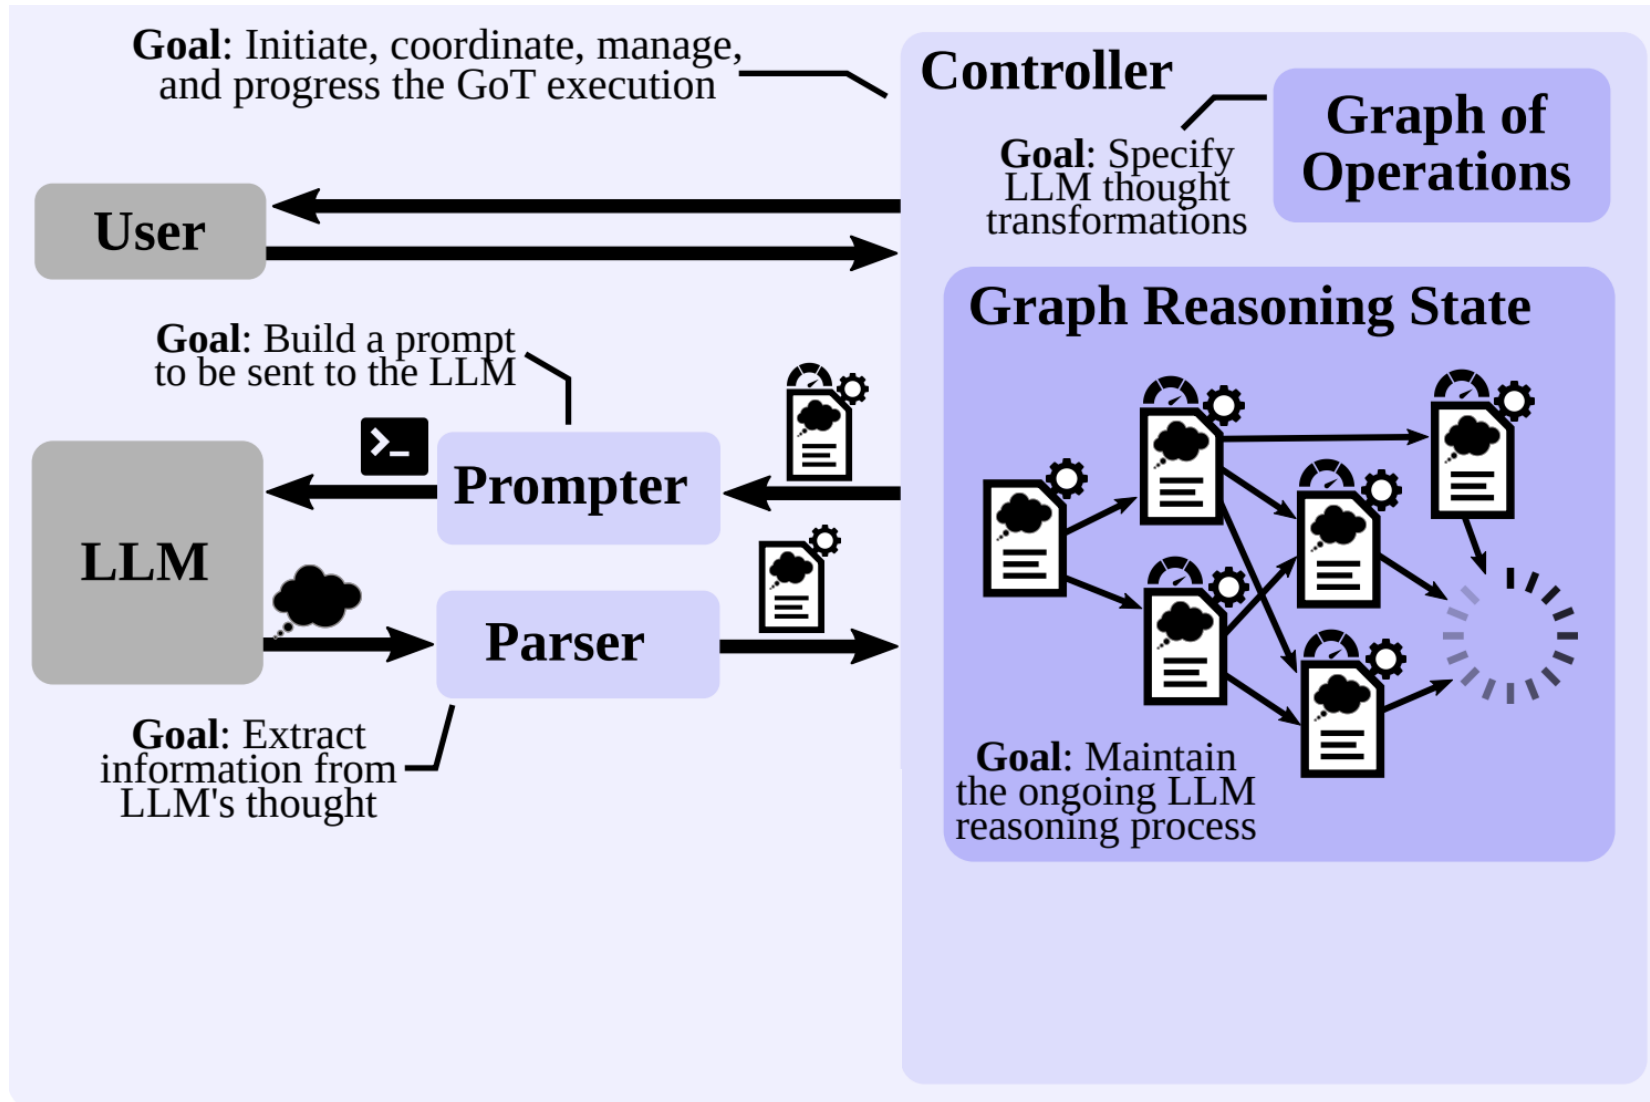 Goal: Initiate, coordinate, manage,
and progress the GoT execution
Controller
Graph of
Operations
Goal: Specify
LLM thought
transformations
User
Graph Reasoning State
Goal: Build a prompt
to be sent to the LLM
Prompter
LLM
Parser
Goal: Extract
information from
LLM's thought
Goal: Maintain
the ongoing LLM
reasoning process